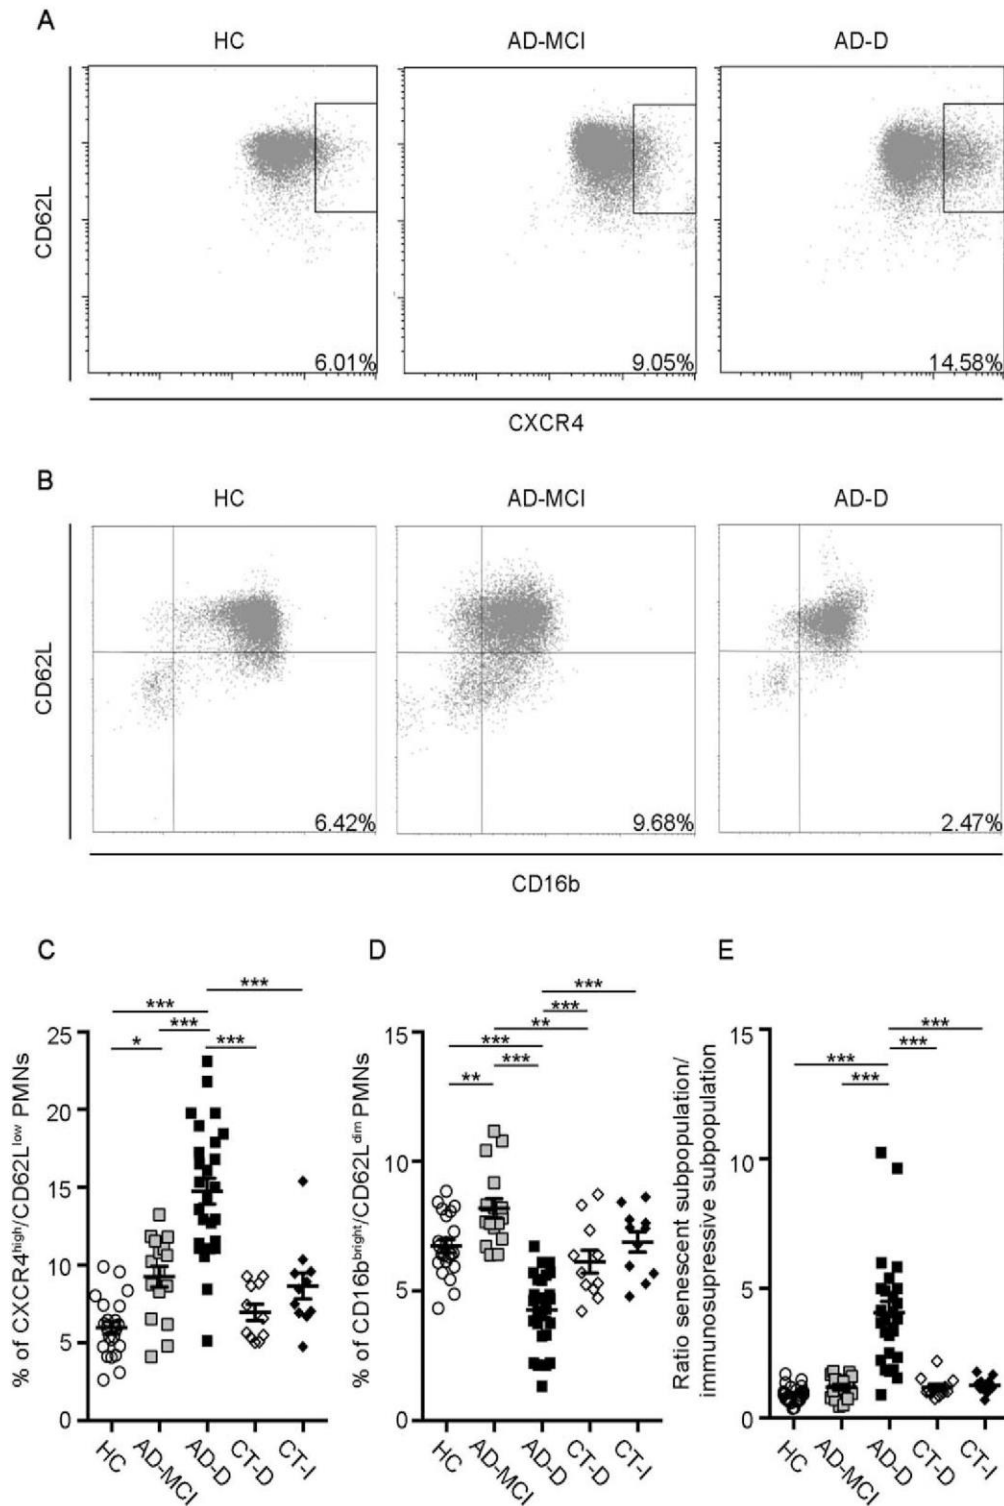 A
HC AD-MCI AD-D
CD62L
6.01% 9.05% 14.58%
CXCR4
B
HC AD-MCI AD-D
CD62L
6.42% 9.68% 2.47%
CD16b
C D E
% of CXCR4high/CD62Llow PMNs
25
20
15
10
5
0
*** *** *** * ***
HC AD-MCI AD-D CT-D CT-I
% of CD16bbright/CD62Ldim PMNs
15
10
5
0
*** *** ** *** *** **
HC AD-MCI AD-D CT-D CT-I
Ratio senescent subpopulation/
immunosupressive subpopulation
15
10
5
0
*** *** *** ***
HC AD-MCI AD-D CT-D CT-I